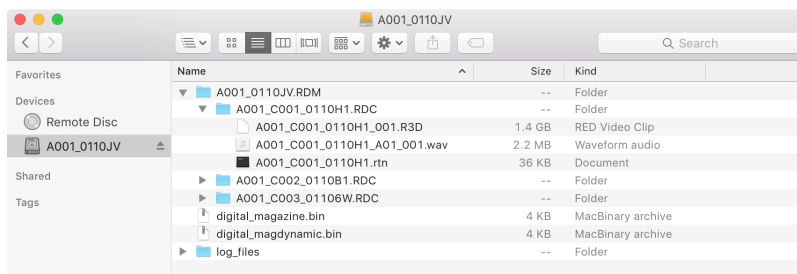 A001_0110JV
Search
Favorites
Devices
Remote Disc
A001_0110JV
Shared
Tags
Name Size Kind
A001_0110JV.RDM -- Folder
A001_C001_0110H1.RDC -- Folder
A001_C001_0110H1_001.R3D 1.4 GB RED Video Clip
A001_C001_0110H1_A01_001.wav 2.2 MB Waveform audio
A001_C001_0110H1.rtn 36 KB Document
A001_C002_0110B1.RDC -- Folder
A001_C003_01106W.RDC -- Folder
digital_magazine.bin 4 KB MacBinary archive
digital_magdynamic.bin 4 KB MacBinary archive
log_files -- Folder